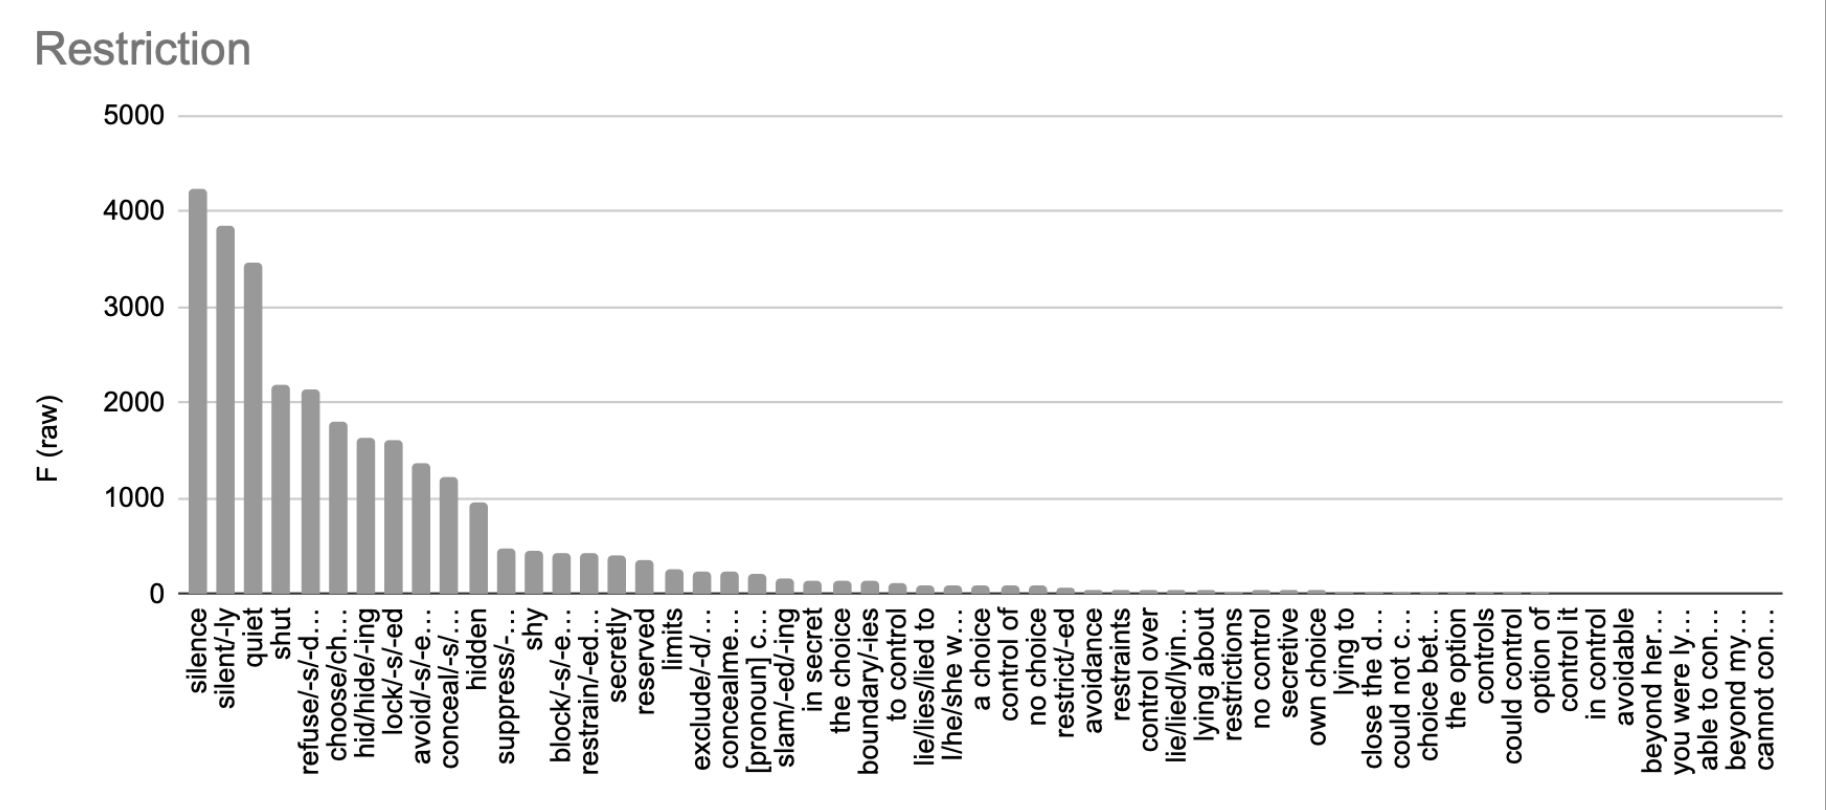 Restriction
5000
4000
3000
2000
1000
0
F (raw)
silence
silent/-ly
quiet
shut
refuse/-s/-d…
choose/ch…
hid/hide/-ing
lock/-s/-ed
avoid/-s/-e…
conceal/-s/…
hidden
suppress/-…
shy
block/-s/-e…
restrain/-ed…
secretly
reserved
limits
exclude/-d/…
concealme…
[pronoun] c…
slam/-ed/-ing
in secret
the choice
boundary/-ies
to control
lie/lies/lied to
I/he/she w…
a choice
control of
no choice
restrict/-ed
avoidance
restraints
control over
lie/lied/lyin…
lying about
restrictions
no control
secretive
own choice
lying to
close the d…
could not c…
choice bet…
the option
controls
could control
option of
control it
in control
avoidable
beyond her…
you were ly…
able to con…
beyond my…
cannot con…